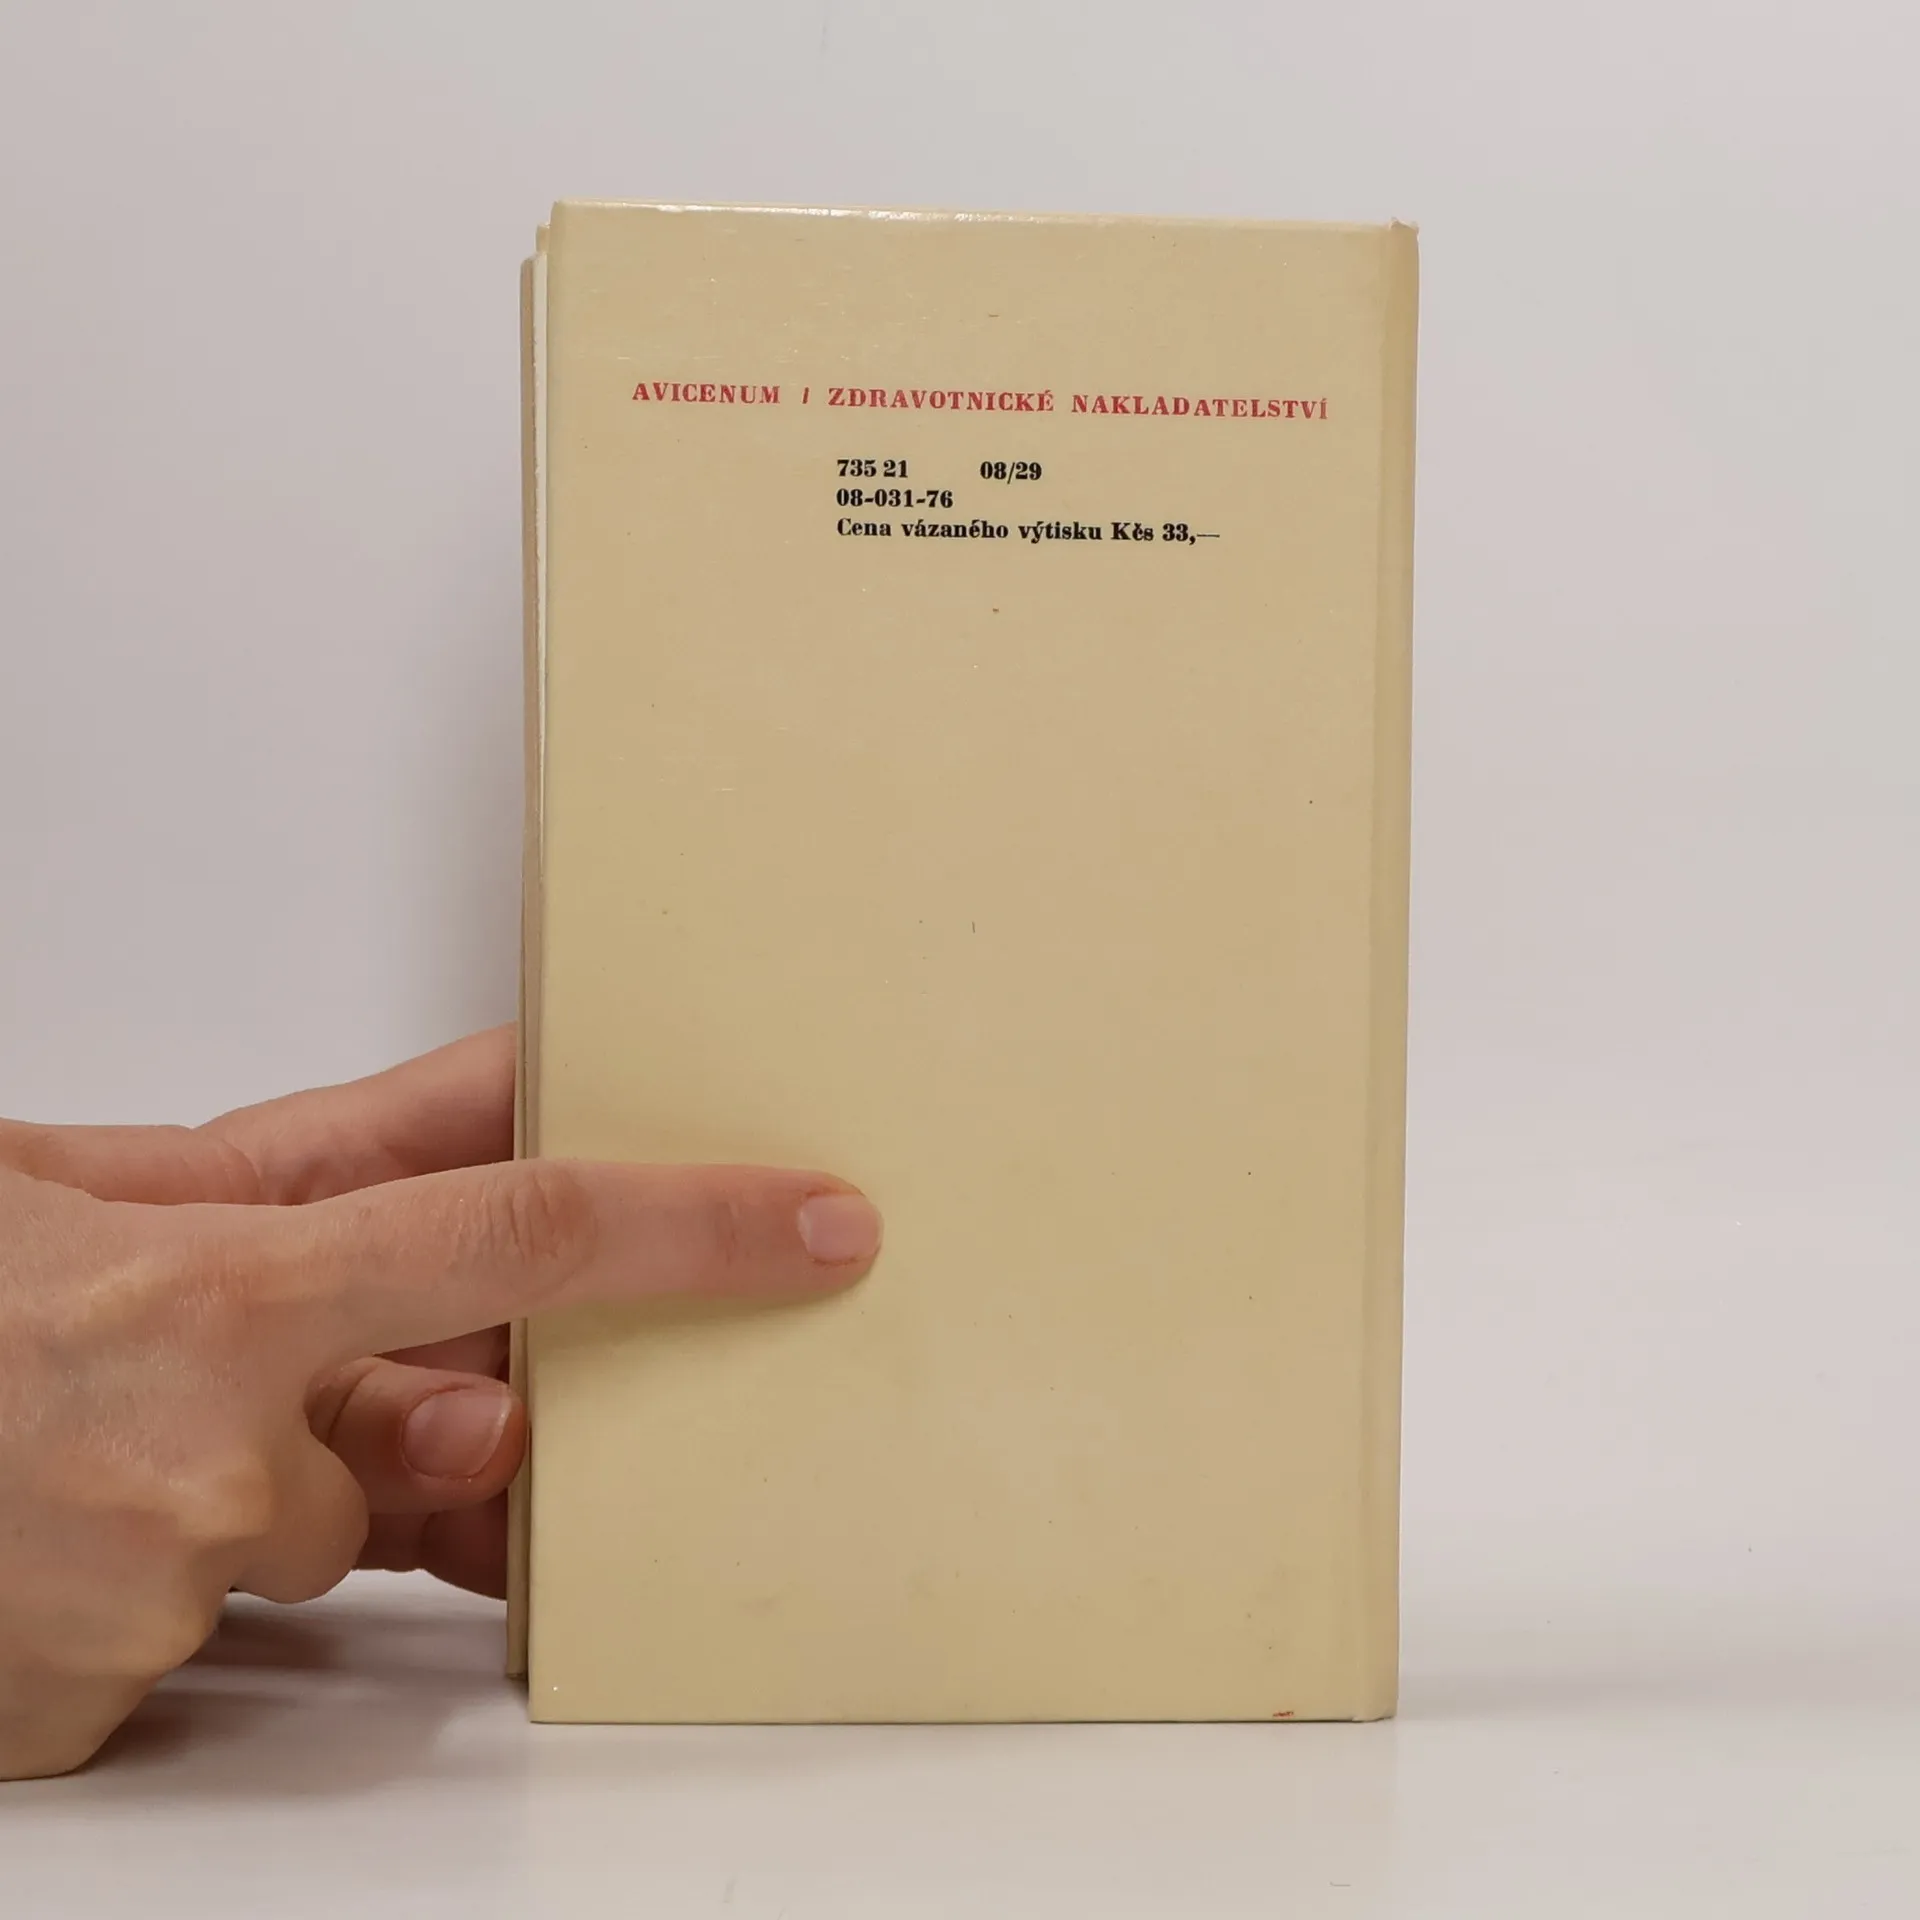 AVICENUM / ZDRAVOTNICKÉ NAKLADATELSTVÍ
735 21 08/29
08-031-76
Cena vázaného výtisku Kčs 33,—